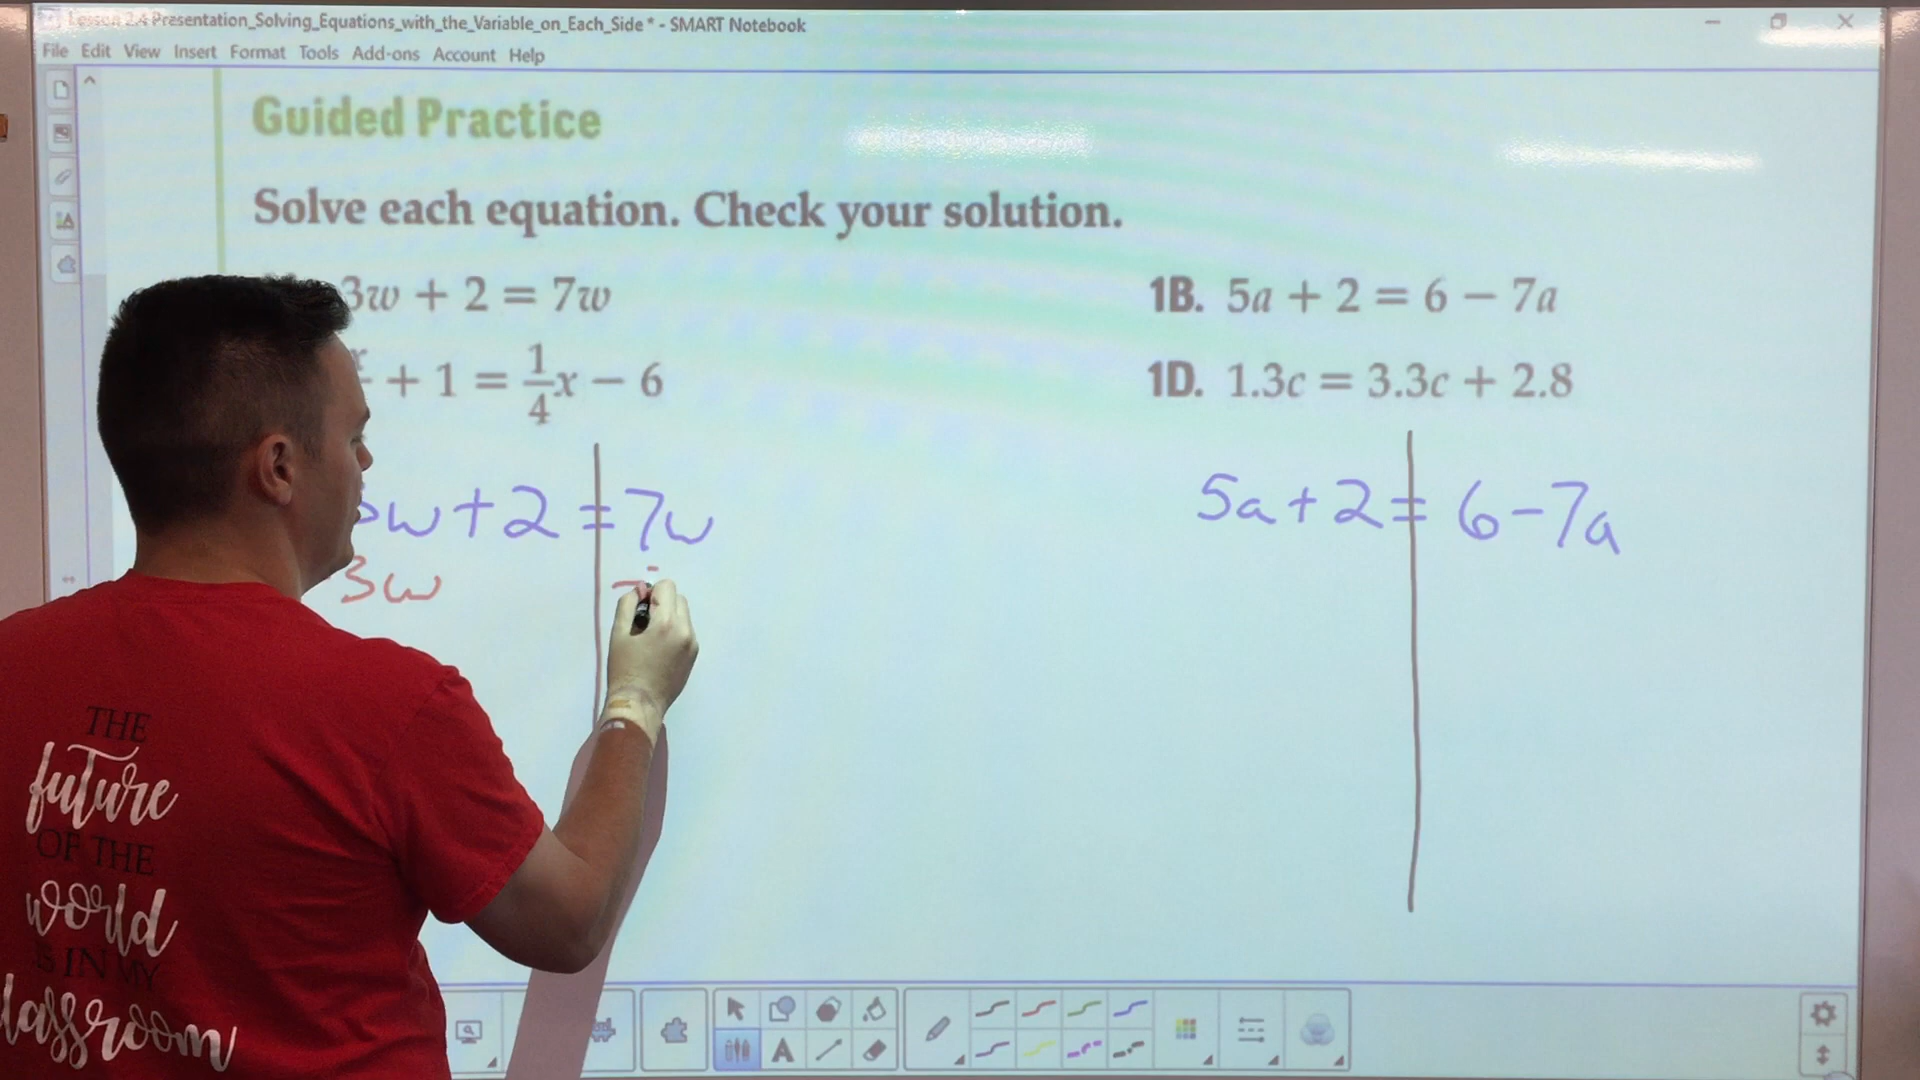 Lesson 2.4 Presentation_Solving_Equations_with_the_Variable_on_Each_Side * - SMART Notebook
File Edit View Insert Format Tools Add-ons Account Help
Guided Practice
Solve each equation. Check your solution.
3w + 2 = 7w
1B. 5a + 2 = 6 − 7a
+ 1 = 1/4 x − 6
1D. 1.3c = 3.3c + 2.8
w + 2 = 7w
5a + 2 = 6 - 7a
3w
THE
future
OF THE
world
IS IN MY
classroom